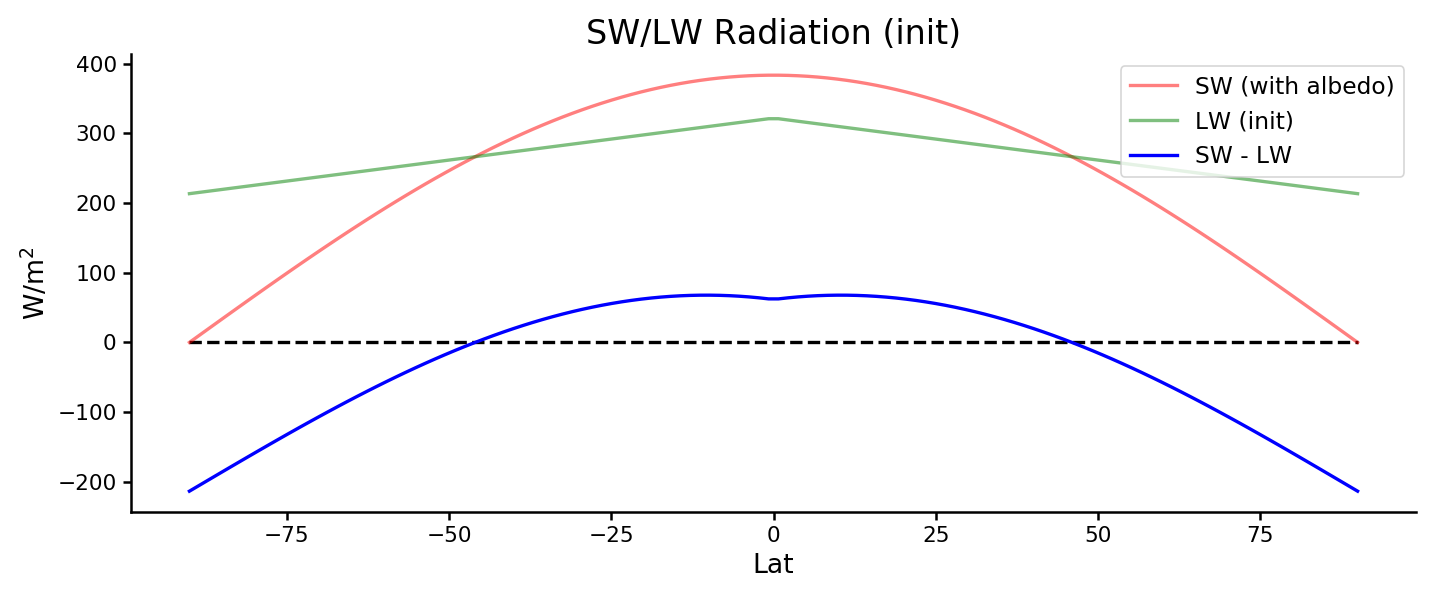 SW/LW Radiation (init)
400
300
200
100
0
−100
−200
W/m²
SW (with albedo)
LW (init)
SW - LW
−75
−50
−25
0
25
50
75
Lat